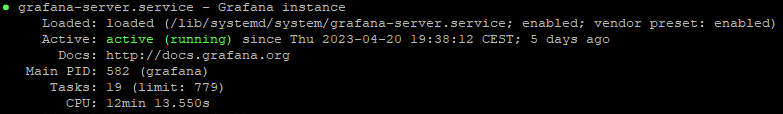 ● grafana-server.service - Grafana instance
Loaded: loaded (/lib/systemd/system/grafana-server.service; enabled; vendor preset: enabled)
Active: active (running) since Thu 2023-04-20 19:38:12 CEST; 5 days ago
Docs: http://docs.grafana.org
Main PID: 582 (grafana)
Tasks: 19 (limit: 779)
CPU: 12min 13.550s